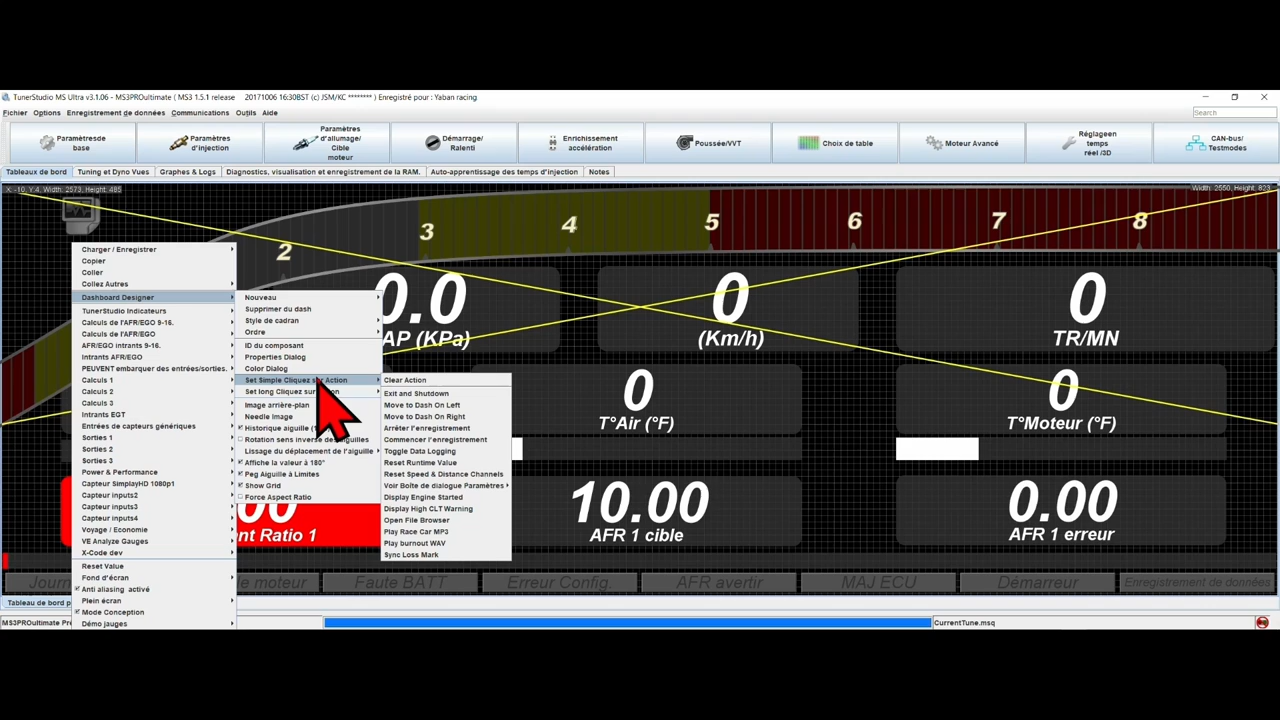 TunerStudio MS Ultra v3.1.06 - MS3PROultimate ( MS3 1.5.1 release 20171006 16:30BST (c) JSM/KC ******** ) Enregistré pour : Yaban racing
Fichier Options Enregistrement de données Communications Outils Aide
Search
Paramètresde
base
Paramètres
d'injection
Paramètres
d'allumage/
Cible
moteur
Démarrage/
Ralenti
Enrichissement
accélération
Poussée/VVT
Choix de table
Moteur Avancé
Réglageen
temps
réel /3D
CAN-bus/
Testmodes
Tableaux de bord Tuning et Dyno Vues Graphes & Logs Diagnostics, visualisation et enregistrement de la RAM. Auto-apprentissage des temps d'injection Notes
X: -10, Y:4, Width: 2573, Height: 485
Width: 2550, Height: 823
2 3 4 5 6 7 8
Charger / Enregistrer
Copier
Coller
Collez Autres
Dashboard Designer
TunerStudio Indicateurs
Calculs de l'AFR/EGO 9-16.
Calculs de l'AFR/EGO
AFR/EGO intrants 9-16.
Intrants AFR/EGO
PEUVENT embarquer des entrées/sorties.
Calculs 1
Calculs 2
Calculs 3
Intrants EGT
Entrées de capteurs génériques
Sorties 1
Sorties 2
Sorties 3
Power & Performance
Capteur SimplayHD 1080p1
Capteur inputs2
Capteur inputs3
Capteur inputs4
Voyage / Economie
VE Analyze Gauges
X-Code dev
Reset Value
Fond d'écran
Anti aliasing activé
Plein écran
Mode Conception
Démo jauges
Nouveau
Supprimer du dash
Style de cadran
Ordre
ID du composant
Properties Dialog
Color Dialog
Set Simple Cliquez sur Action
Set long Cliquez sur
Image arrière-plan
Needle Image
Historique aiguille
Rotation sens inverse des aiguilles
Lissage du déplacement de l'aiguille
Affiche la valeur à 180°
Peg Aiguille à Limites
Show Grid
Force Aspect Ratio
Clear Action
Exit and Shutdown
Move to Dash On Left
Move to Dash On Right
Arrêter l'enregistrement
Commencer l'enregistrement
Toggle Data Logging
Reset Runtime Value
Reset Speed & Distance Channels
Voir Boîte de dialogue Paramètres
Display Engine Started
Display High CLT Warning
Open File Browser
Play Race Car MP3
Play burnout WAV
Sync Loss Mark
0.0
AP (KPa)
0
(Km/h)
0
TR/MN
0
T°Air (°F)
0
T°Moteur (°F)
00
nt Ratio 1
10.00
AFR 1 cible
0.00
AFR 1 erreur
Journ
de moteur
Faute BATT
Erreur Config.
AFR avertir
MAJ ECU
Démarreur
Enregistrement de données
Tableau de bord p
MS3PROultimate Pr
CurrentTune.msq